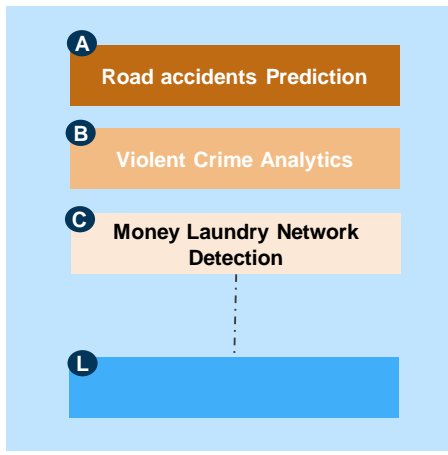 A
Road accidents Prediction
B
Violent Crime Analytics
C
Money Laundry Network
Detection
L